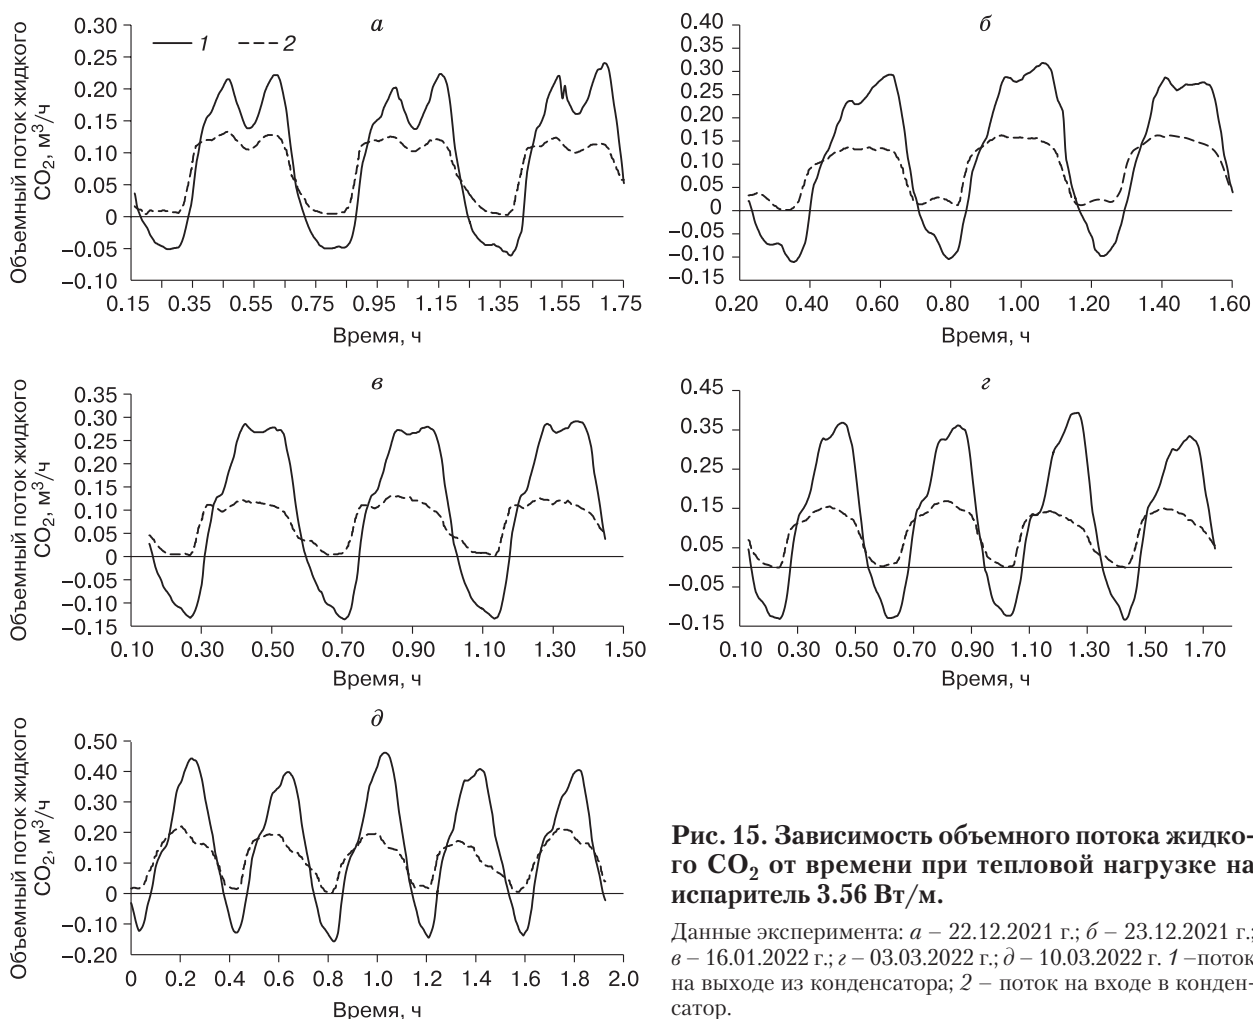 а
б
Объемный поток жидкого
CO2, м3/ч
0.30
0.25
0.20
0.15
0.10
0.05
0
−0.05
−0.10
1
2
0.15 0.35 0.55 0.75 0.95 1.15 1.35 1.55 1.75
Время, ч
0.40
0.35
0.30
0.25
0.20
0.15
0.10
0.05
0
−0.05
−0.10
−0.15
0.20 0.40 0.60 0.80 1.00 1.20 1.40 1.60
Время, ч
в
г
Объемный поток жидкого
CO2, м3/ч
0.35
0.30
0.25
0.20
0.15
0.10
0.05
0
−0.05
−0.10
−0.15
0.10 0.30 0.50 0.70 0.90 1.10 1.30 1.50
Время, ч
0.45
0.35
0.25
0.15
0.05
−0.05
−0.15
0.10 0.30 0.50 0.70 0.90 1.10 1.30 1.50 1.70
Время, ч
д
Объемный поток жидкого
CO2, м3/ч
0.50
0.40
0.30
0.20
0.10
0
−0.10
−0.20
0 0.2 0.4 0.6 0.8 1.0 1.2 1.4 1.6 1.8 2.0
Время, ч
Рис. 15. Зависимость объемного потока жидко-
го CO2 от времени при тепловой нагрузке на
испаритель 3.56 Вт/м.
Данные эксперимента: а – 22.12.2021 г.; б – 23.12.2021 г.;
в – 16.01.2022 г.; г – 03.03.2022 г.; д – 10.03.2022 г. 1 –поток
на выходе из конденсатора; 2 – поток на входе в конден-
сатор.